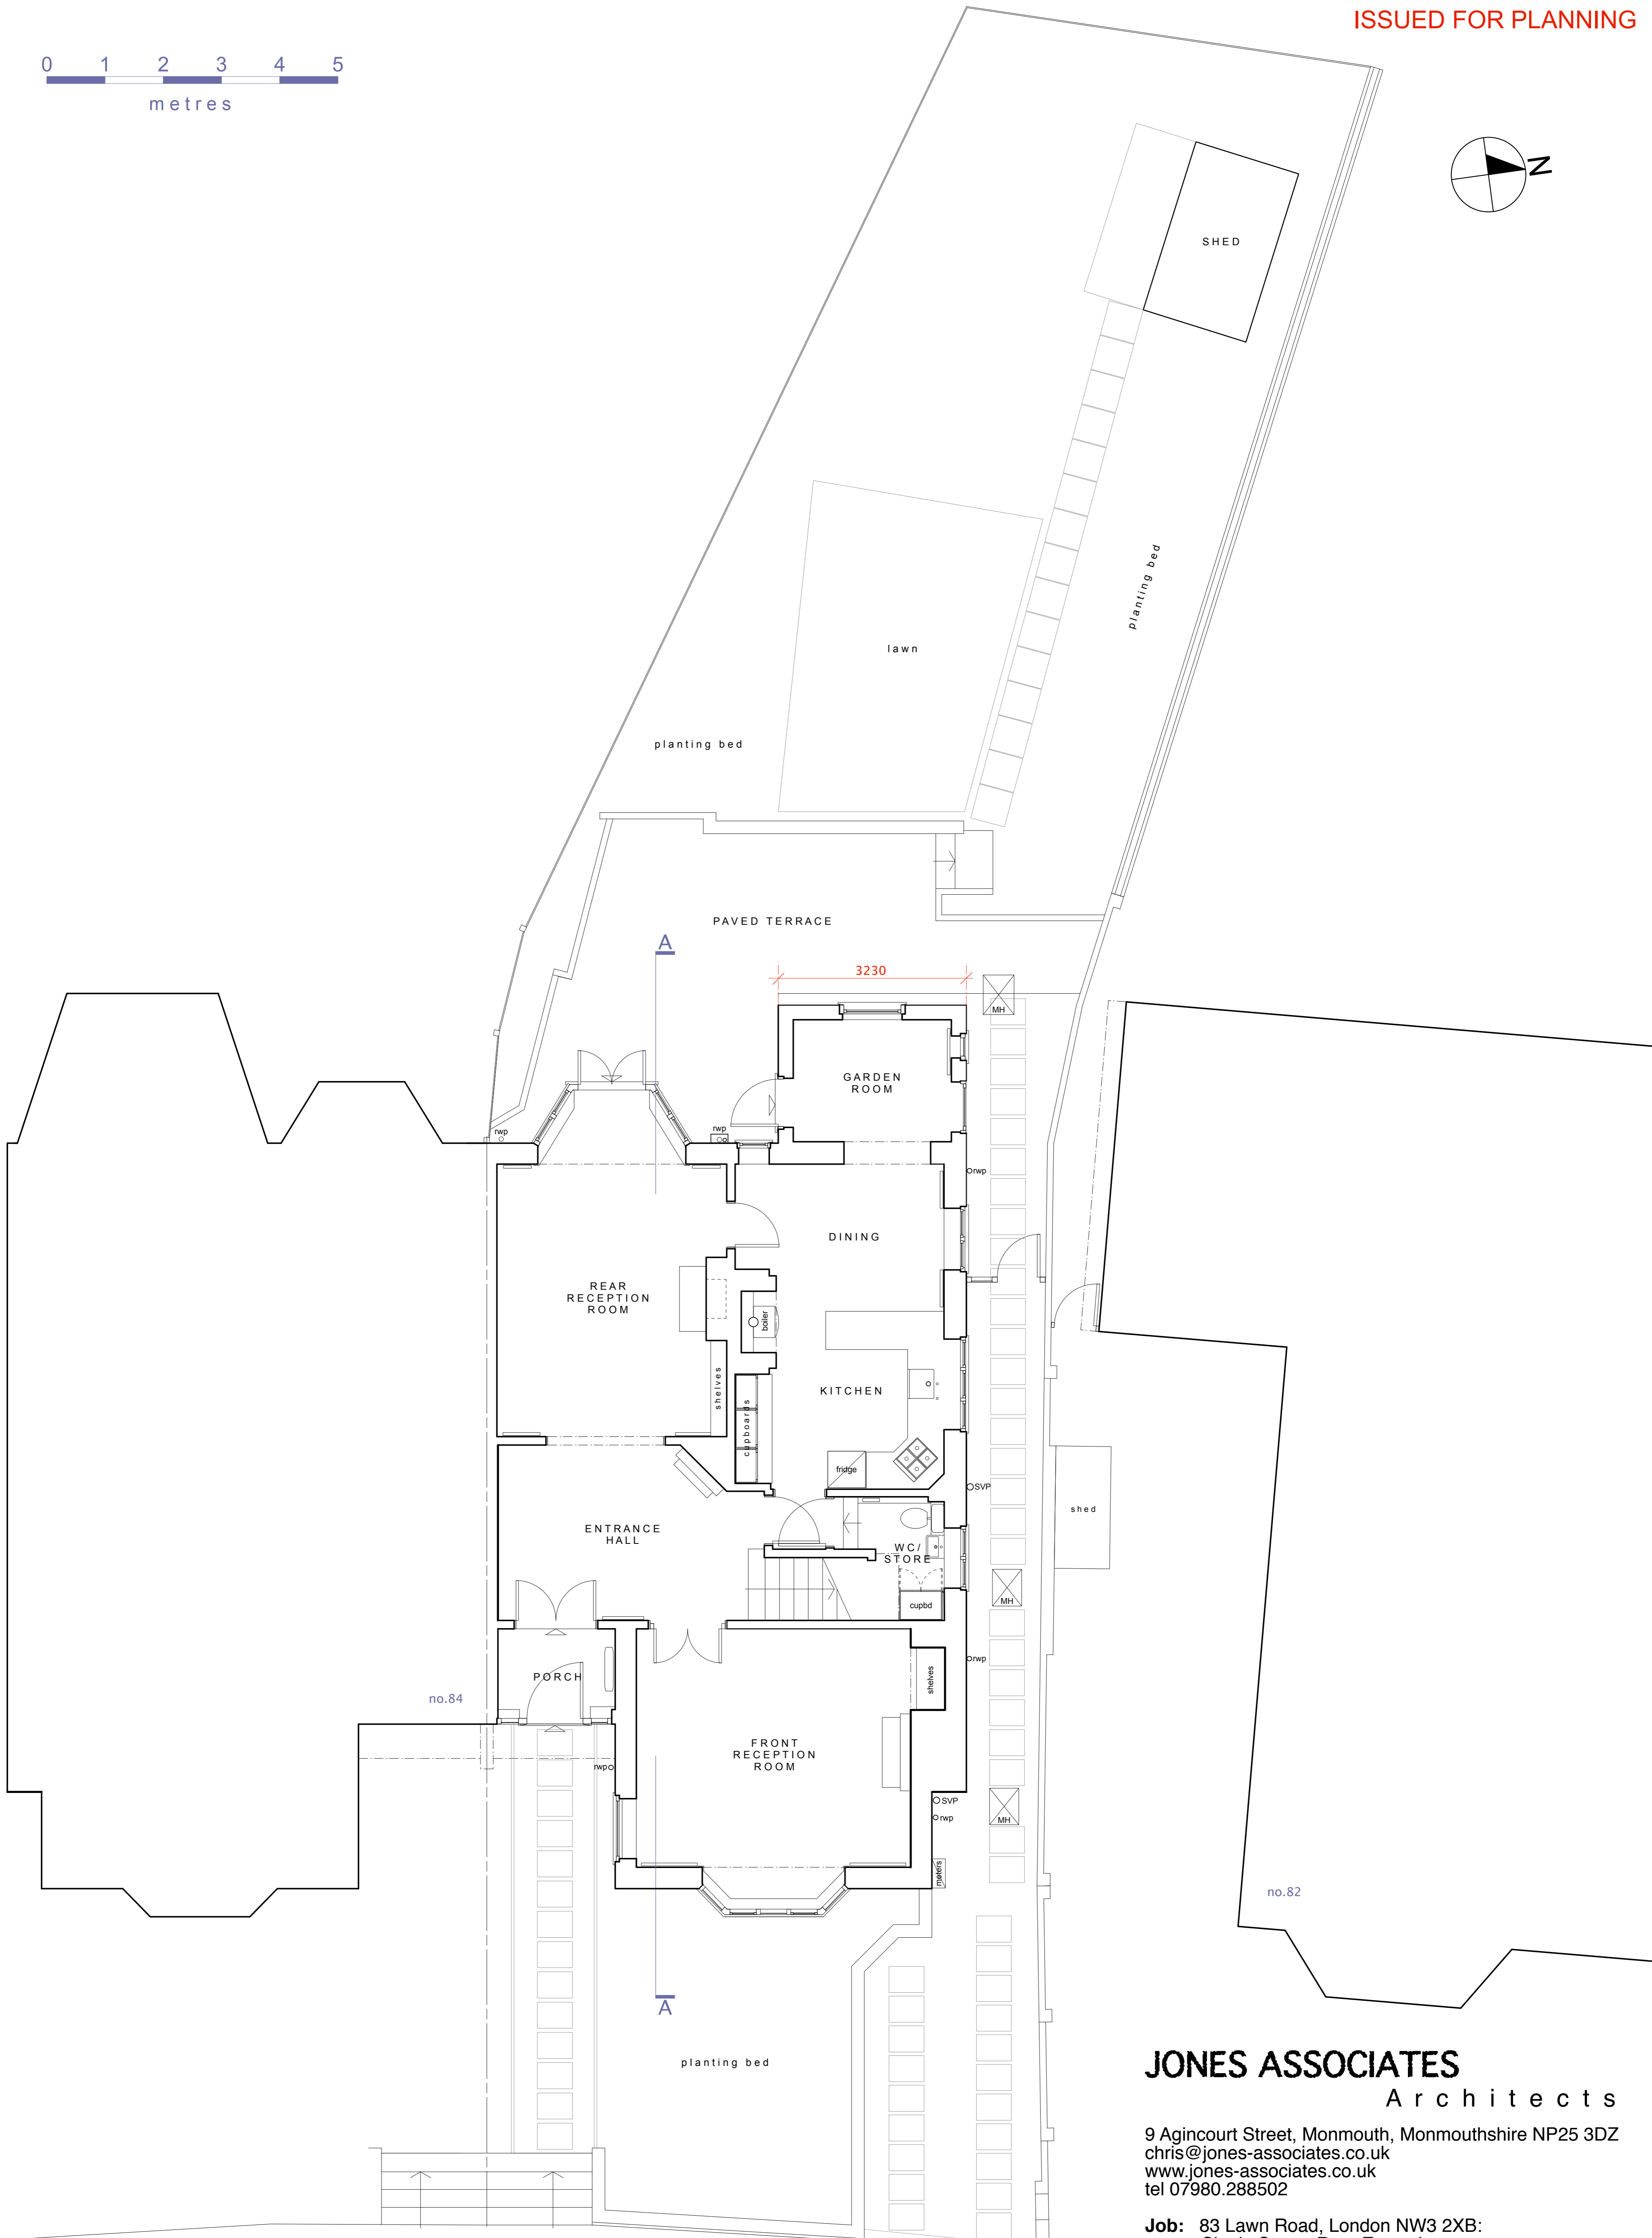 ISSUED FOR PLANNING
0 1 2 3 4 5
metres
N
SHED
planting bed
lawn
planting bed
PAVED TERRACE
A
3230
MH
GARDEN
ROOM
rwp
rwp
rwp
DINING
REAR
RECEPTION
ROOM
boiler
shelves
KITCHEN
cupboards
fridge
SVP
shed
ENTRANCE
HALL
WC/
STORE
cupbd
MH
rwp
PORCH
shelves
no.84
FRONT
RECEPTION
ROOM
rwp
SVP
rwp
MH
meters
no.82
A
planting bed
JONES ASSOCIATES
Architects
9 Agincourt Street, Monmouth, Monmouthshire NP25 3DZ
chris@jones-associates.co.uk
www.jones-associates.co.uk
tel 07980.288502
Job: 83 Lawn Road, London NW3 2XB: